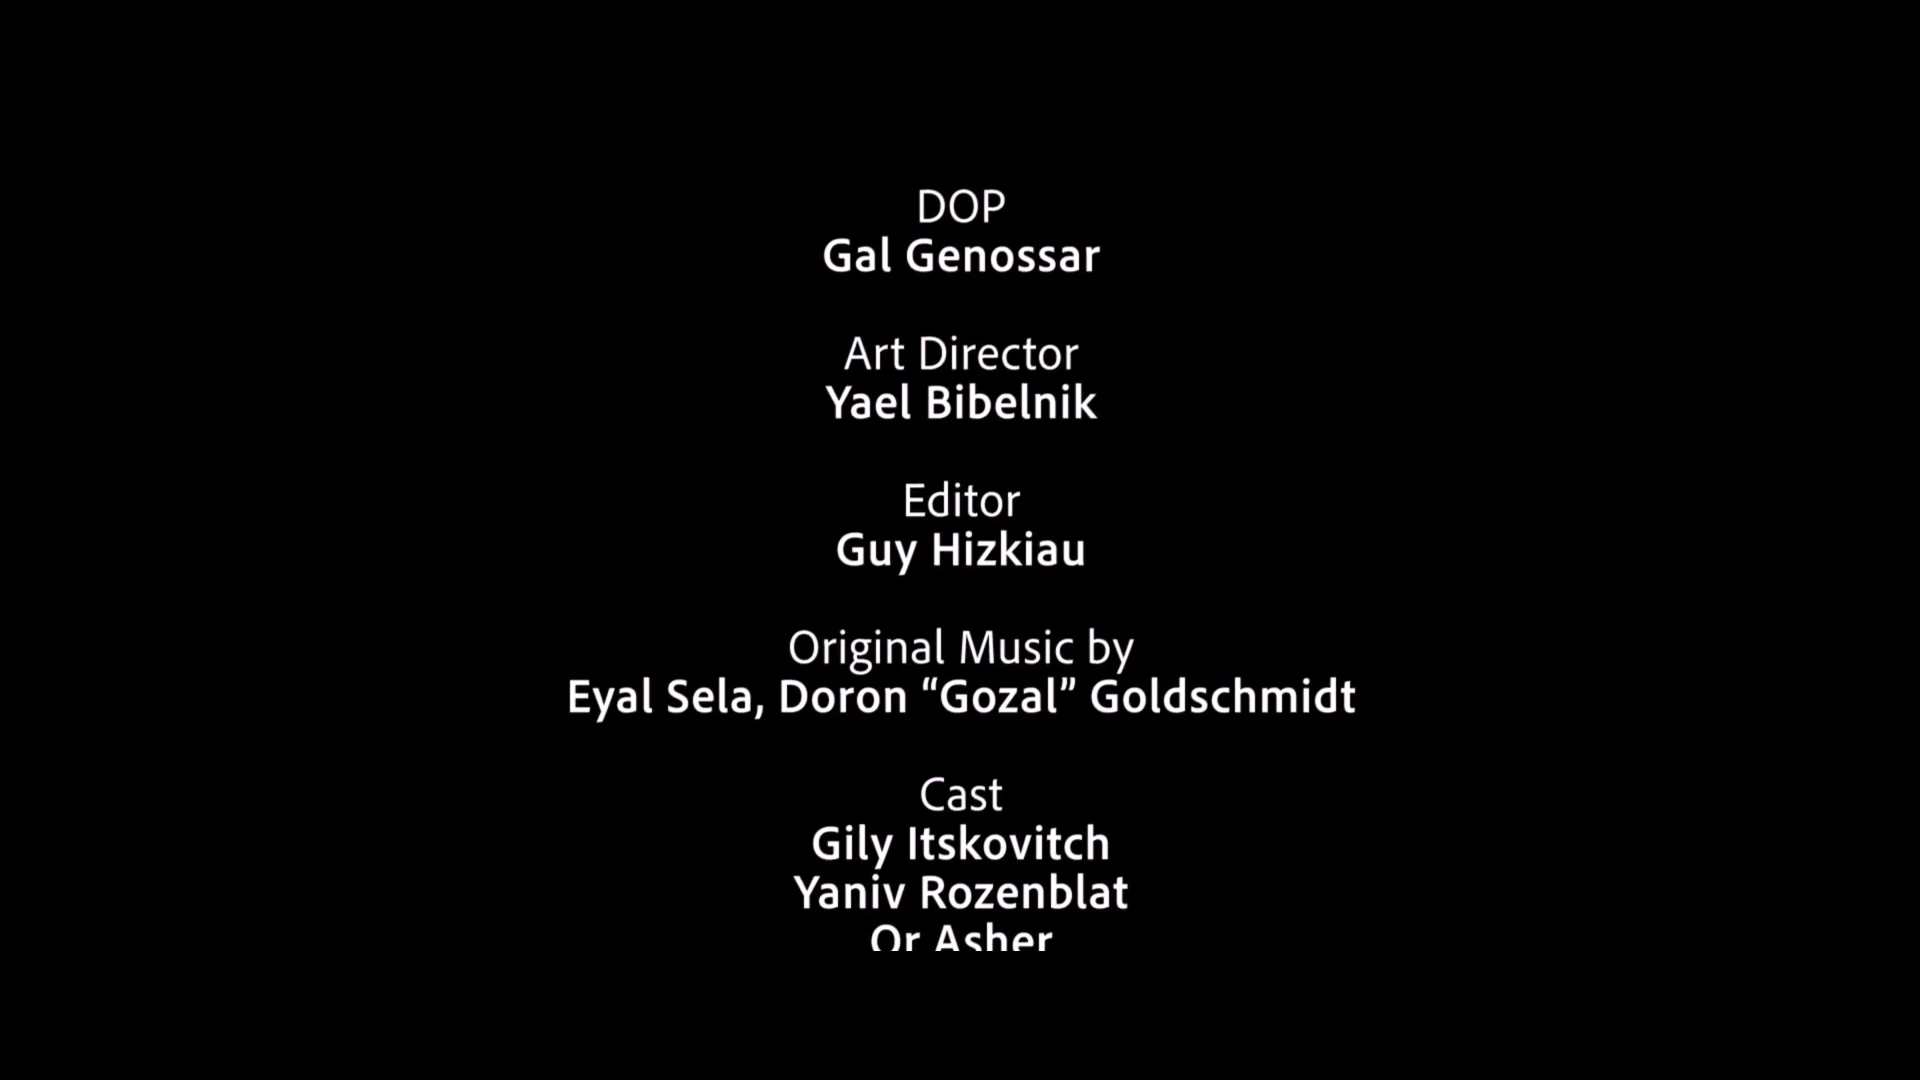 DOP
Gal Genossar
Art Director
Yael Bibelnik
Editor
Guy Hizkiau
Original Music by
Eyal Sela, Doron “Gozal” Goldschmidt
Cast
Gily Itskovitch
Yaniv Rozenblat
Or Asher